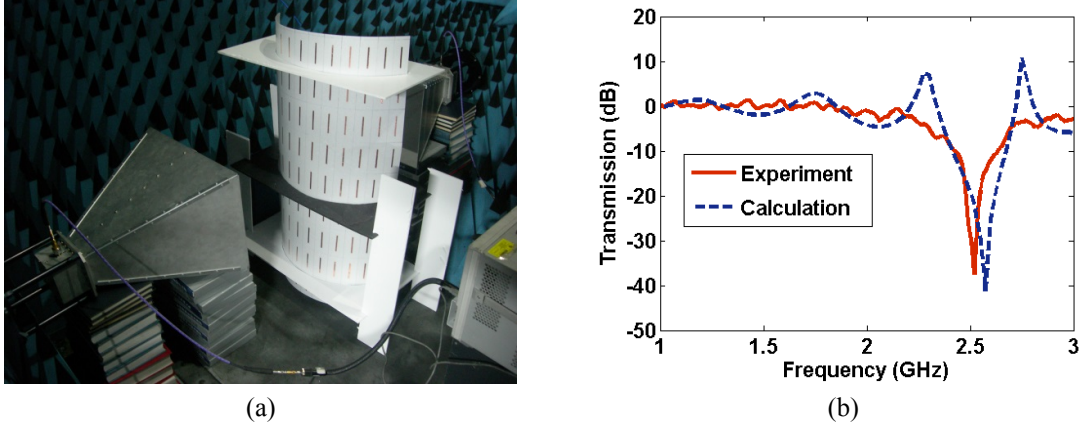 20
10
0
-10
-20
-30
-40
-50
Transmission (dB)
Experiment
Calculation
1
1.5
2
2.5
3
Frequency (GHz)
(a)
(b)